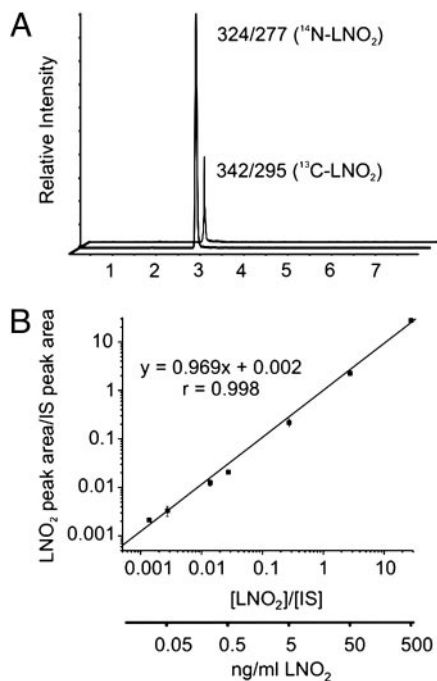 A
Relative Intensity
324/277 (¹⁴N-LNO₂)
342/295 (¹³C-LNO₂)
1 2 3 4 5 6 7
B
LNO₂ peak area/IS peak area
10
1
0.1
0.01
0.001
y = 0.969x + 0.002
r = 0.998
0.001 0.01 0.1 1 10
[LNO₂]/[IS]
0.05 0.5 5 50 500
ng/ml LNO₂